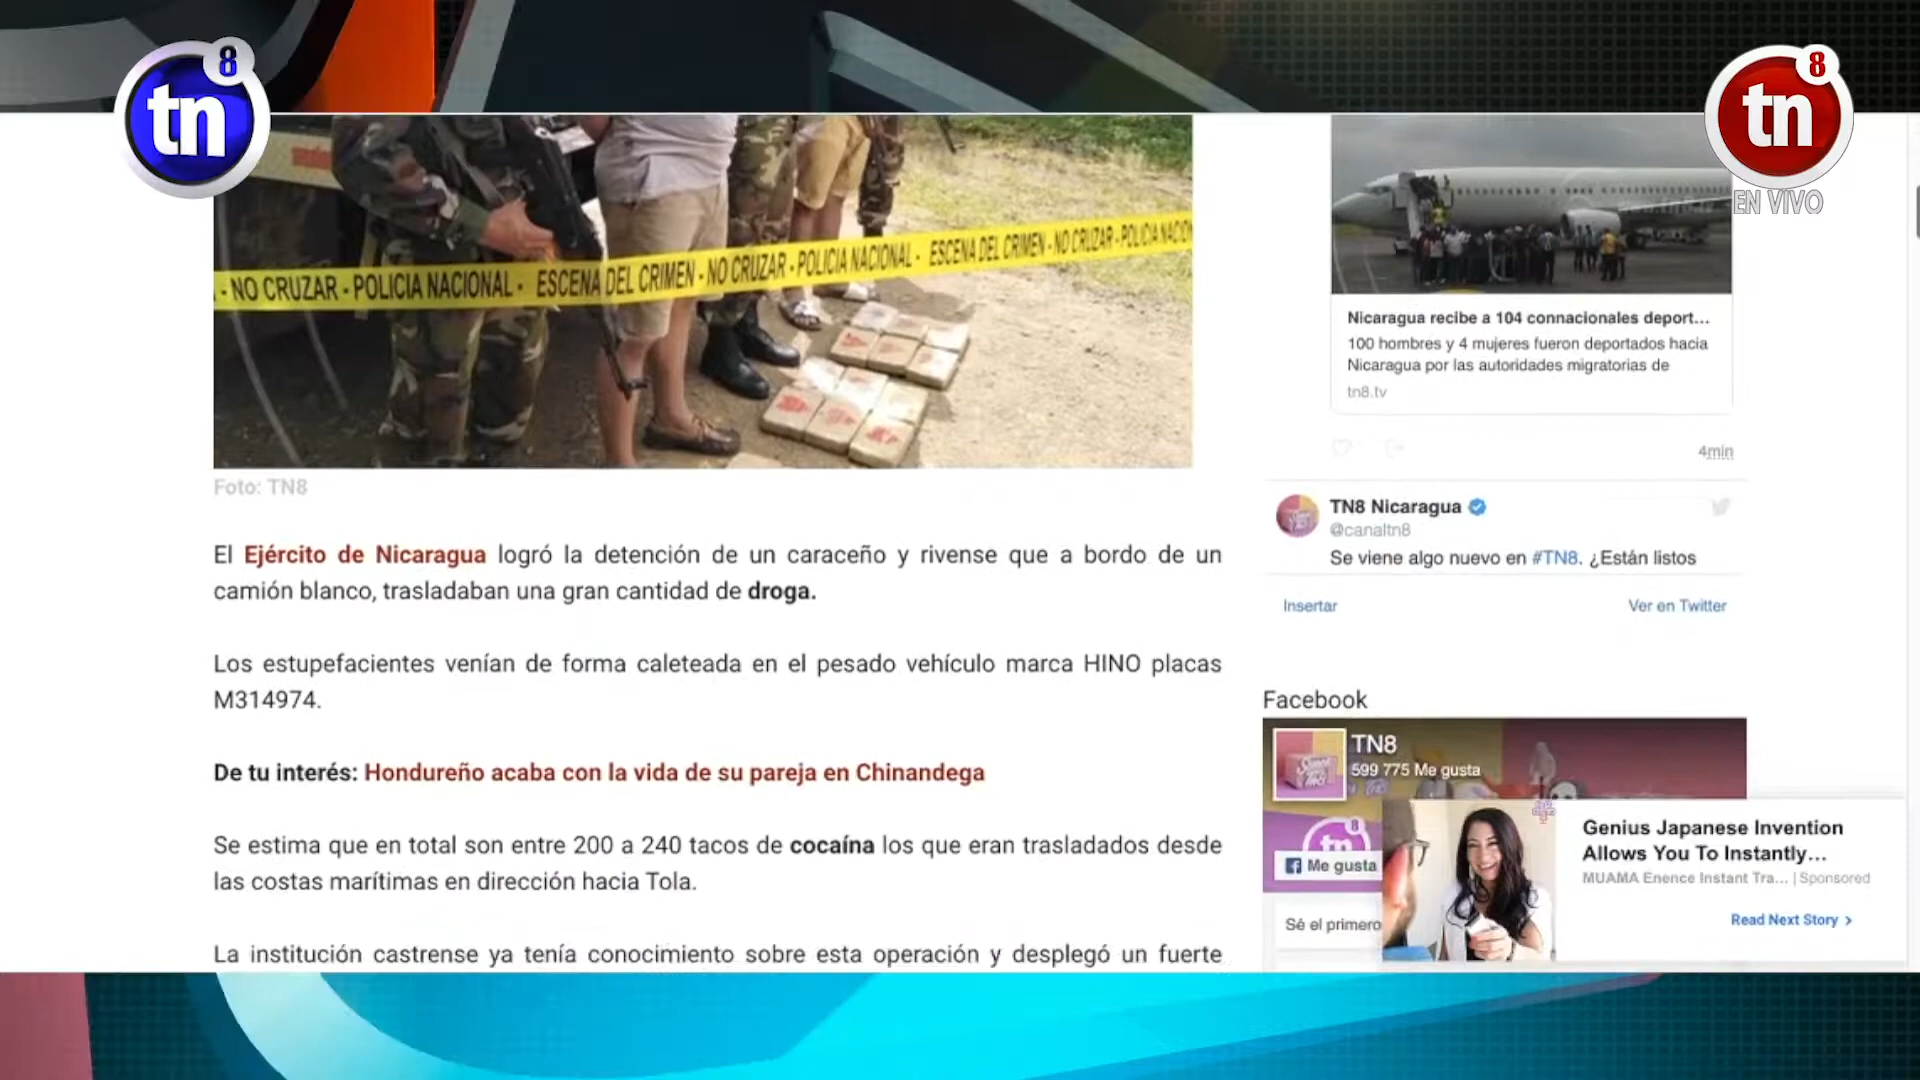 tn8
tn8
EN VIVO
- NO CRUZAR - POLICIA NACIONAL - ESCENA DEL CRIMEN - NO CRUZAR - POLICIA NACIONAL - ESCENA DEL CRIMEN - NO CRUZAR - POLICIA
Foto: TN8
El Ejército de Nicaragua logró la detención de un caraceño y rivense que a bordo de un
camión blanco, trasladaban una gran cantidad de droga.
Los estupefacientes venían de forma caleteada en el pesado vehículo marca HINO placas
M314974.
De tu interés: Hondureño acaba con la vida de su pareja en Chinandega
Se estima que en total son entre 200 a 240 tacos de cocaína los que eran trasladados desde
las costas marítimas en dirección hacia Tola.
La institución castrense ya tenía conocimiento sobre esta operación y desplegó un fuerte
Nicaragua recibe a 104 connacionales deport...
100 hombres y 4 mujeres fueron deportados hacia
Nicaragua por las autoridades migratorias de
tn8.tv
4min
TN8 Nicaragua
@canaltn8
Se viene algo nuevo en #TN8. ¿Están listos
Insertar
Ver en Twitter
Facebook
TN8
599 775 Me gusta
Me gusta
Sé el primero
Genius Japanese Invention
Allows You To Instantly...
MUAMA Enence Instant Tra... | Sponsored
Read Next Story >